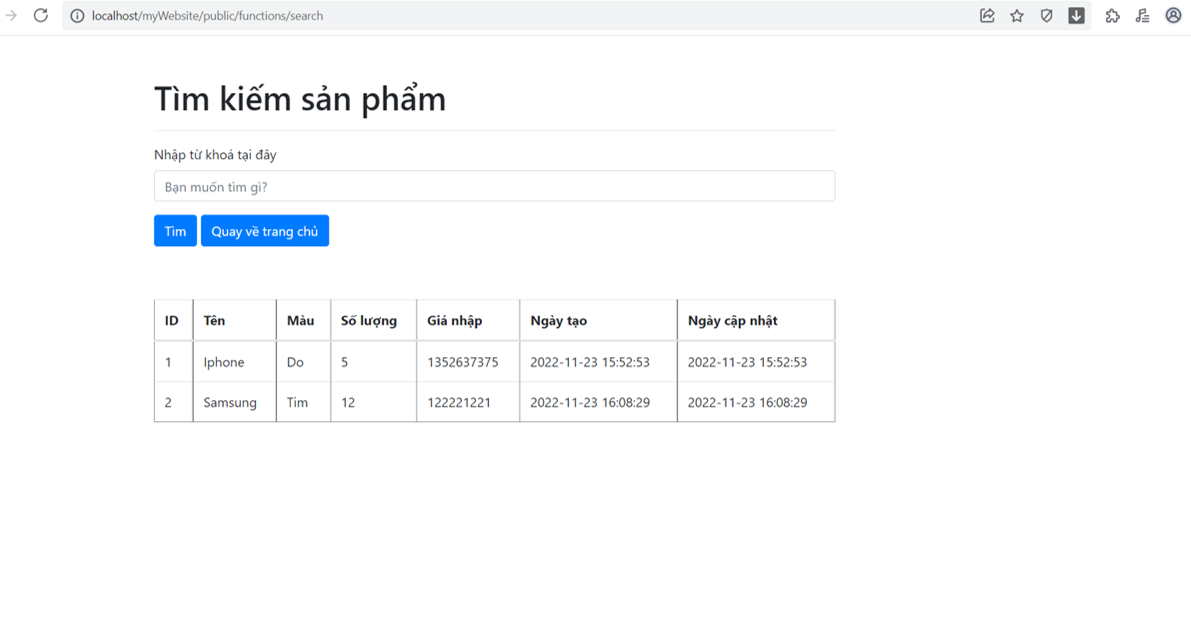 localhost/myWebsite/public/functions/search
Tìm kiếm sản phẩm
Nhập từ khoá tại đây
Bạn muốn tìm gì?
Tìm Quay về trang chủ
ID Tên Màu Số lượng Giá nhập Ngày tạo Ngày cập nhật
1 Iphone Do 5 1352637375 2022-11-23 15:52:53 2022-11-23 15:52:53
2 Samsung Tim 12 122221221 2022-11-23 16:08:29 2022-11-23 16:08:29